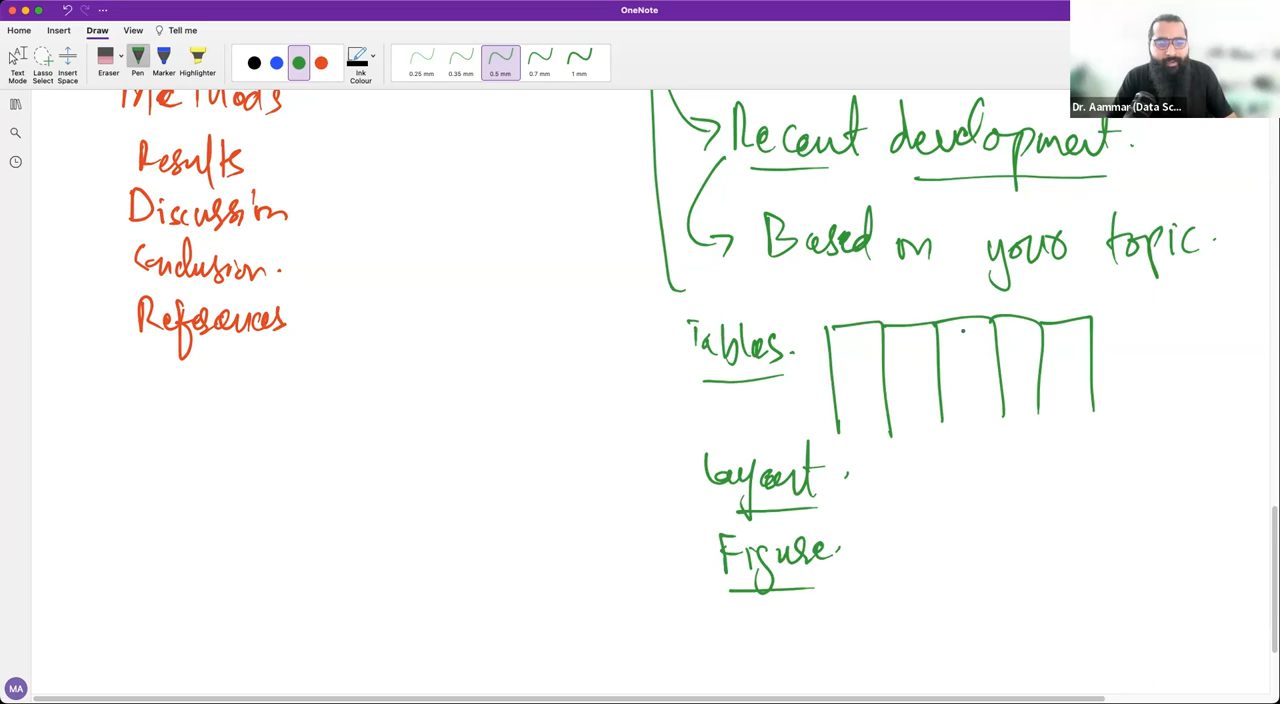 OneNote
Home Insert Draw View Tell me
Text Mode
Lasso Select
Insert Space
Eraser
Pen
Marker
Highlighter
Ink Colour
0.25 mm
0.35 mm
0.5 mm
0.7 mm
1 mm
Dr. Aammar (Data Sc...
Methods
Results
Discussion
Conclusion.
References
Recent development.
Based on your topic.
Tables.
Layout.
Figure.
MA